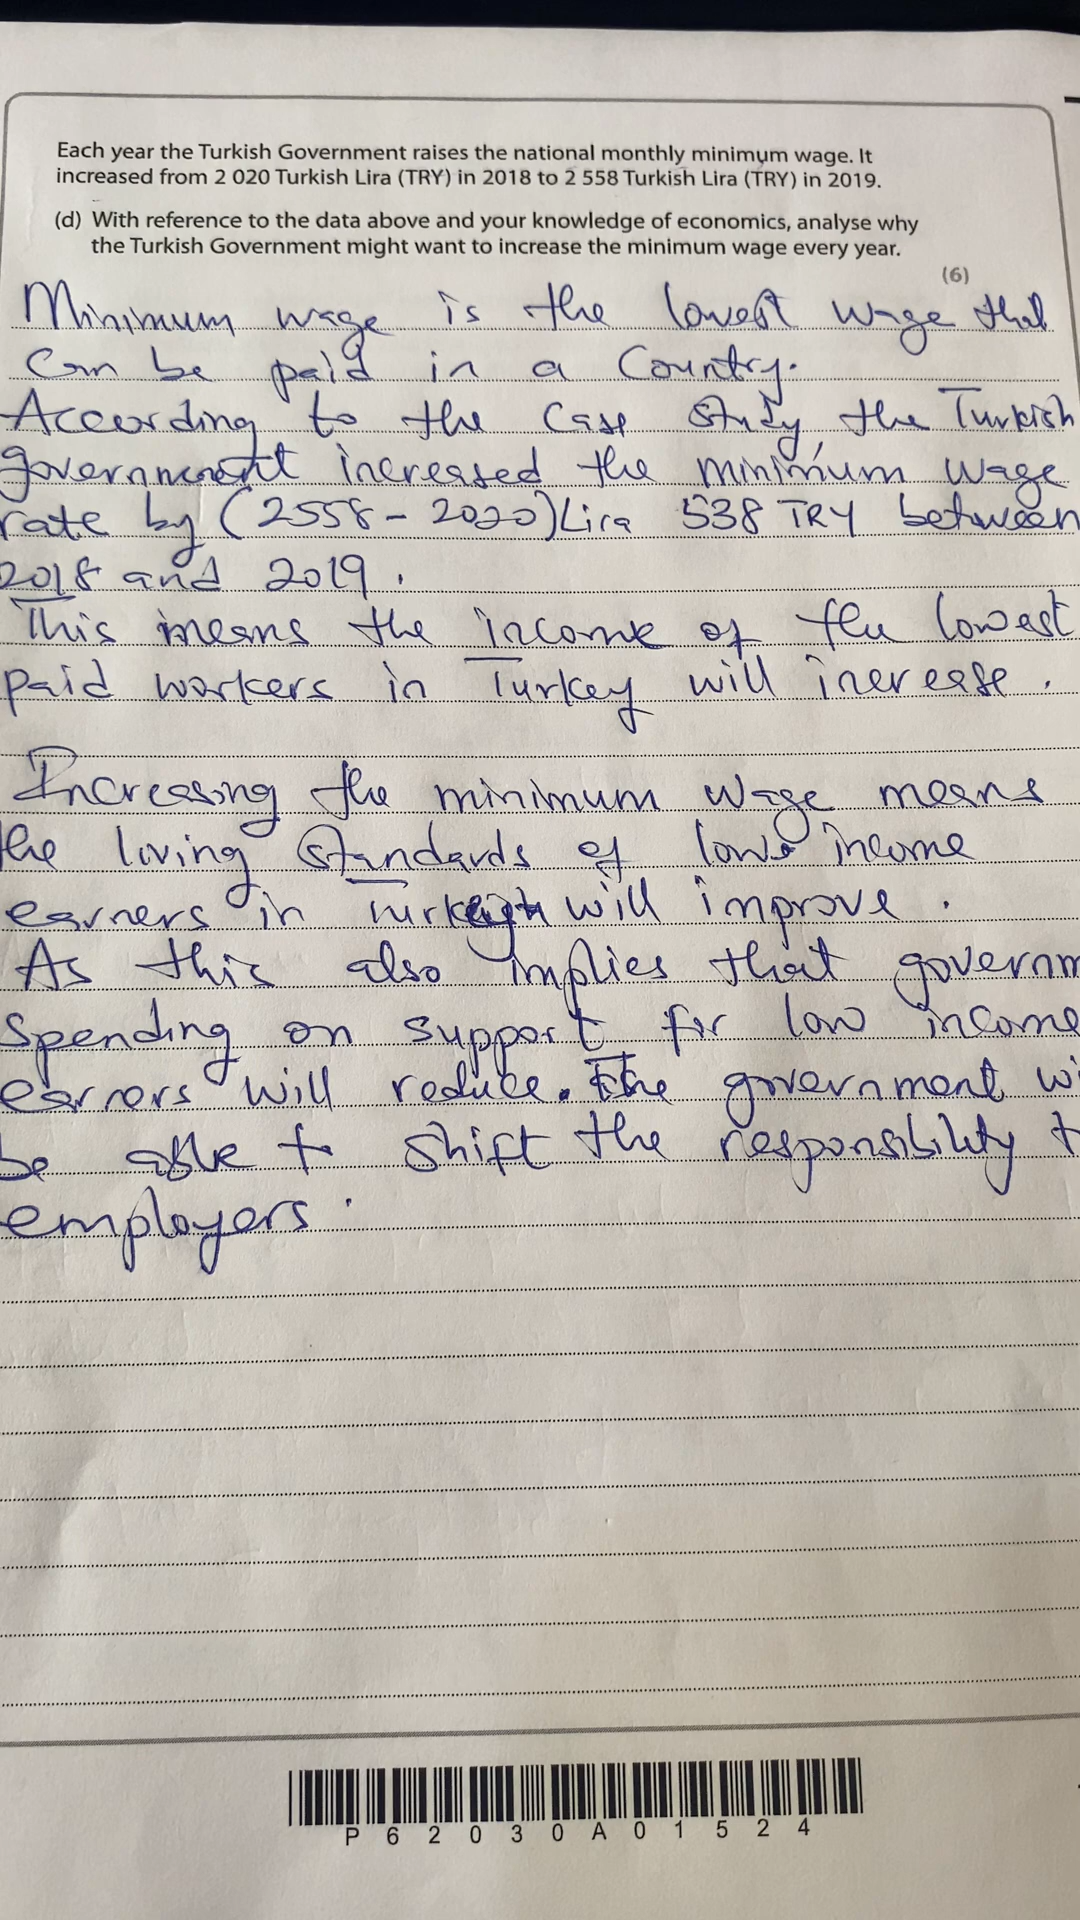 Each year the Turkish Government raises the national monthly minimum wage. It
increased from 2 020 Turkish Lira (TRY) in 2018 to 2 558 Turkish Lira (TRY) in 2019.
(d) With reference to the data above and your knowledge of economics, analyse why
the Turkish Government might want to increase the minimum wage every year.
(6)
Minimum wage is the lowest wage that
can be paid in a Country.
According to the case study, the Turkish
government increased the minimum wage
rate by (2558 - 2020) Lira 538 TRY between
2018 and 2019.
This means the income of the lowest
paid workers in Turkey will increase.
Increasing the minimum wage means
the living standards of low income
earners in will improve.
As this also implies that governm
spending on support for low income
earners will reduce. The government wi
be able to shift the responsibility t
employers.
P 6 2 0 3 0 A 0 1 5 2 4